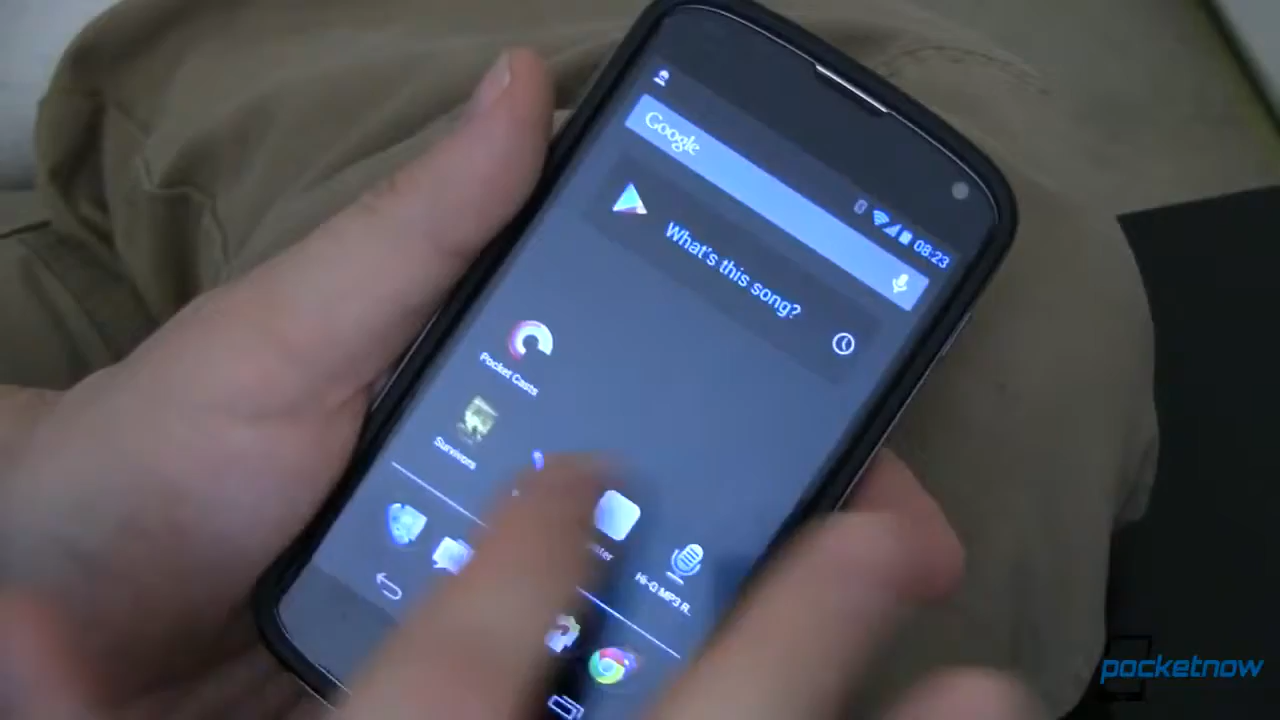 Google
08:23
What's this song?
Pocket Casts
Survivors
Hi-Q MP3 R.
pocketnow